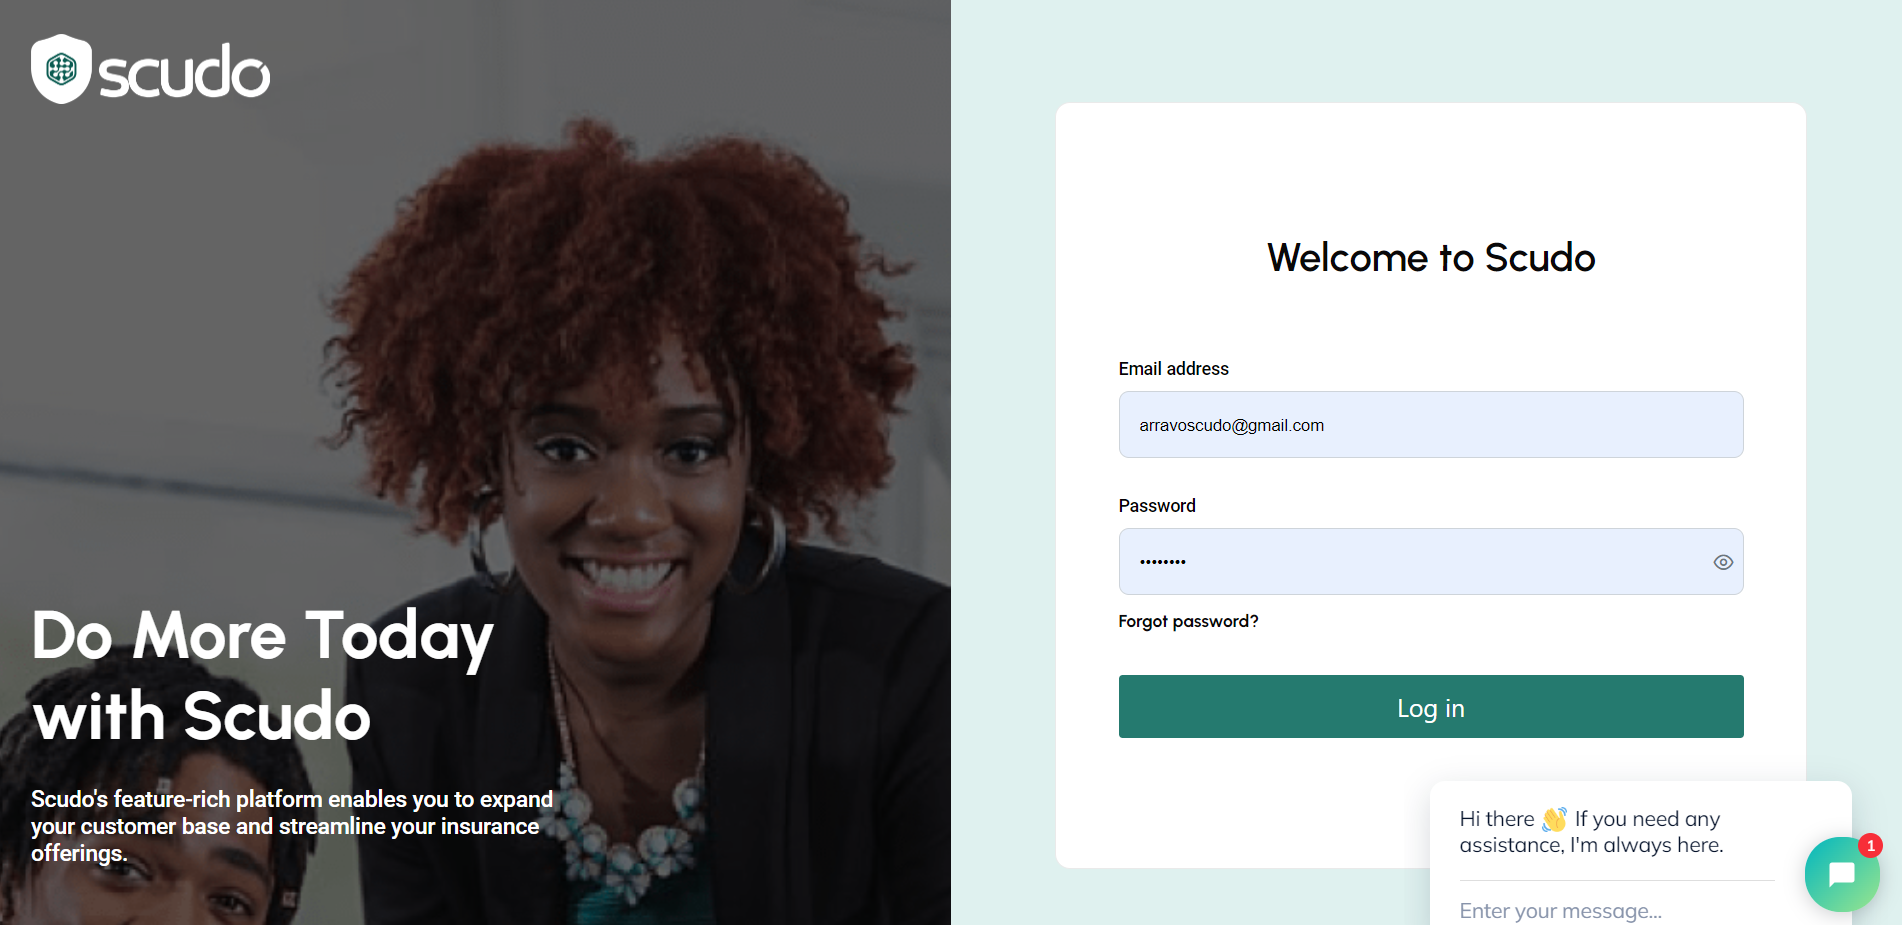 scudo
Do More Today
with Scudo
Scudo's feature-rich platform enables you to expand
your customer base and streamline your insurance
offerings.
Welcome to Scudo
Email address
arravoscudo@gmail.com
Password
••••••••
Forgot password?
Log in
Hi there 👋 If you need any
assistance, I'm always here.
1
Enter your message...